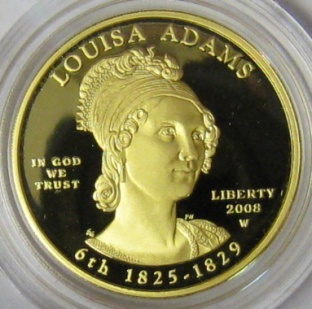 LOUISA ADAMS
IN GOD
WE
TRUST
LIBERTY
2008
W
6th 1825-1829